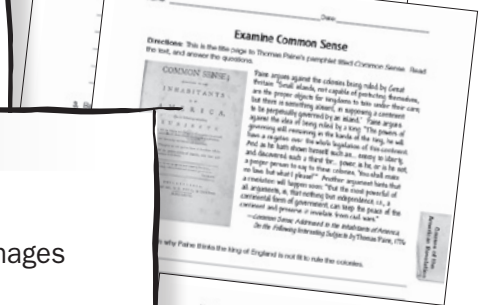 Date
Examine Common Sense
Directions: This is the title page to Thomas Paine's pamphlet titled Common Sense. Read
the text, and answer the questions.
COMMON SENSE;
INHABITANTS
AMERICA,
Paine argues against the colonies being ruled by Great
Britain: "Small islands, not capable of protecting themselves,
are the proper objects for kingdoms to take under their care;
but there is something absurd, in supposing a continent
to be perpetually governed by an island." Paine argues
against the idea of being ruled by a king: "The powers of
governing still remaining in the hands of the king, he will
have a negative over the whole legislation of this continent.
And as he hath shown himself such an... enemy to liberty,
and discovered such a thirst for... power, is he, or is he not,
a proper person to say to these colonies, 'You shall make
no laws but what I please?'" Another argument hints that
a revolution will happen soon: "But the most powerful of
all arguments, is, that nothing but independence, i.e., a
continental form of government, can keep the peace of the
continent and preserve it inviolate from civil wars."
—Common Sense; Addressed to the Inhabitants of America
On the Following Interesting Subjects by Thomas Paine, 1776
Causes of the
American Revolution
why Paine thinks the king of England is not fit to rule the colonies.
nages